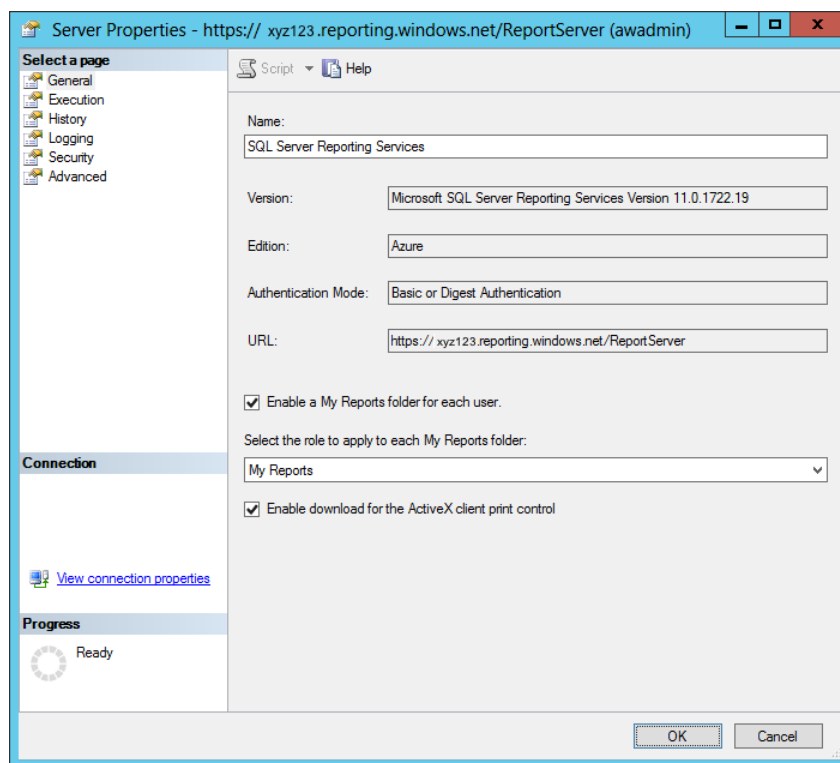 Server Properties - https:// xyz123.reporting.windows.net/ReportServer (awadmin)
Select a page
General
Execution
History
Logging
Security
Advanced
Script
Help
Name:
SQL Server Reporting Services
Version:
Microsoft SQL Server Reporting Services Version 11.0.1722.19
Edition:
Azure
Authentication Mode:
Basic or Digest Authentication
URL:
https:// xyz123.reporting.windows.net/ReportServer
Enable a My Reports folder for each user.
Select the role to apply to each My Reports folder:
My Reports
Enable download for the ActiveX client print control
Connection
View connection properties
Progress
Ready
OK
Cancel